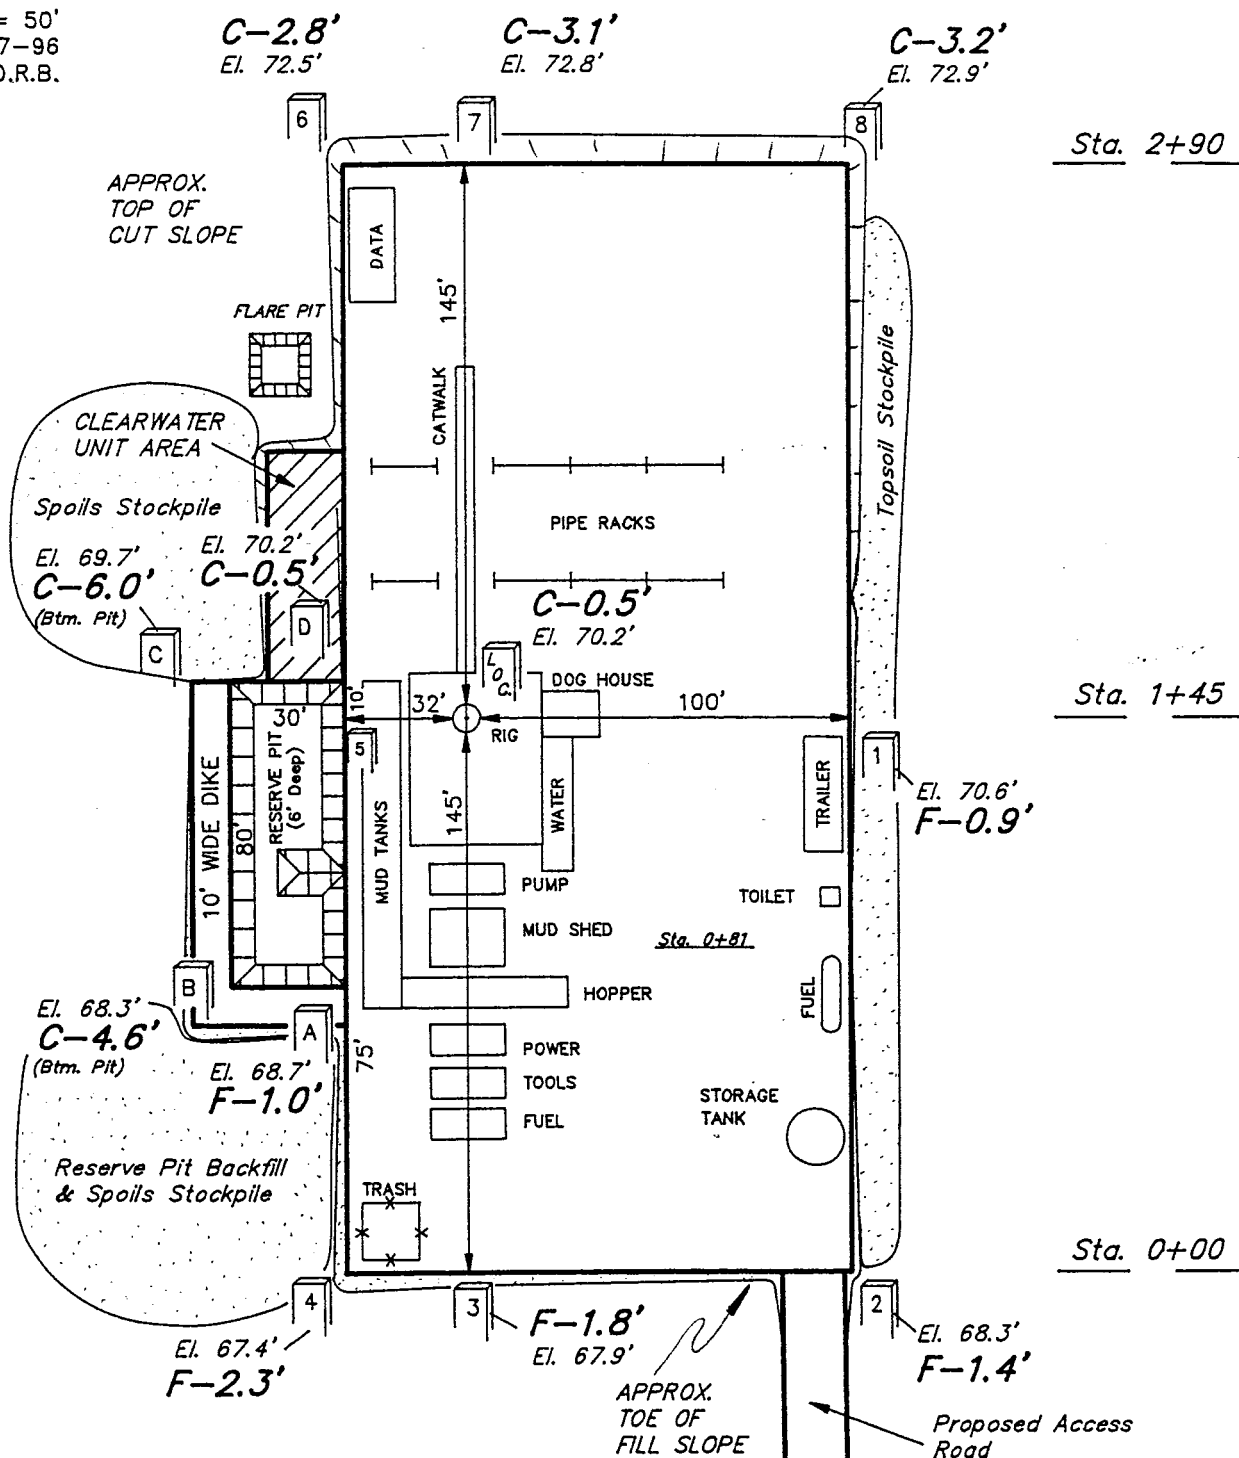 = 50'
7-96
D.R.B.
C-2.8'
El. 72.5'
C-3.1'
El. 72.8'
C-3.2'
El. 72.9'
6
7
8
Sta. 2+90
APPROX.
TOP OF
CUT SLOPE
DATA
145'
FLARE PIT
CATWALK
Topsoil Stockpile
CLEARWATER
UNIT AREA
Spoils Stockpile
PIPE RACKS
El. 69.7'
C-6.0'
(Btm. Pit)
El. 70.2'
C-0.5'
C-0.5'
El. 70.2'
C
D
LOC.
DOG HOUSE
10'
30'
32'
100'
RIG
Sta. 1+45
5
1
10' WIDE DIKE
80'
RESERVE PIT
(6' Deep)
MUD TANKS
145'
WATER
TRAILER
El. 70.6'
F-0.9'
PUMP
TOILET
MUD SHED
Sta. 0+81
B
HOPPER
FUEL
El. 68.3'
C-4.6'
(Btm. Pit)
A
El. 68.7'
F-1.0'
75'
POWER
TOOLS
FUEL
STORAGE
TANK
Reserve Pit Backfill
& Spoils Stockpile
TRASH
Sta. 0+00
4
3
2
El. 67.4'
F-2.3'
F-1.8'
El. 67.9'
El. 68.3'
F-1.4'
APPROX.
TOE OF
FILL SLOPE
Proposed Access
Road